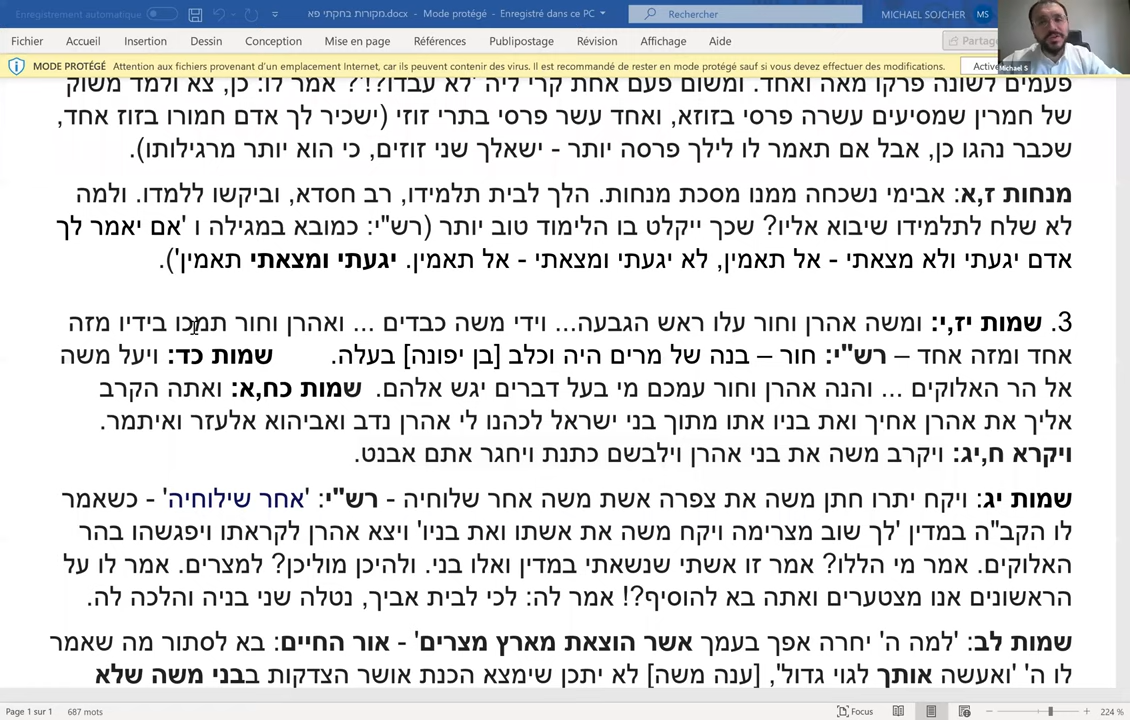 Enregistrement automatique
מקורות בחקתי פא.docx - Mode protégé - Enregistré dans ce PC
Rechercher
MICHAEL SOJCHER
MS
Fichier Accueil Insertion Dessin Conception Mise en page Références Publipostage Révision Affichage Aide
MODE PROTÉGÉ Attention aux fichiers provenant d'un emplacement Internet, car ils peuvent contenir des virus. Il est recommandé de rester en mode protégé sauf si vous devez effectuer des modifications.
Michael S
פעמים לשונה פרקו מאה ואחד. ומשום פעם אחת קרי ליה 'לא עבדו'?!? אמר לו: כן, צא ולמד משוק
של חמרין שמסיעים עשרה פרסי בזוזא, ואחד עשר פרסי בתרי זוזי (ישכיר לך אדם חמורו בזוז אחד,
שכבר נהגו כן, אבל אם תאמר לו לילך פרסה יותר - ישאלך שני זוזים, כי הוא יותר מרגילותו).
מנחות ז,א: אבימי נשכחה ממנו מסכת מנחות. הלך לבית תלמידו, רב חסדא, וביקשו ללמדו. ולמה
לא שלח לתלמידו שיבוא אליו? שכך ייקלט בו הלימוד טוב יותר (רש"י: כמובא במגילה ו 'אם יאמר לך
אדם יגעתי ולא מצאתי - אל תאמין, לא יגעתי ומצאתי - אל תאמין. יגעתי ומצאתי תאמין').
3. שמות יז,י: ומשה אהרן וחור עלו ראש הגבעה... וידי משה כבדים ... ואהרן וחור תמכו בידיו מזה
אחד ומזה אחד – רש"י: חור – בנה של מרים היה וכלב [בן יפונה] בעלה. שמות כד: ויעל משה
אל הר האלוקים ... והנה אהרן וחור עמכם מי בעל דברים יגש אלהם. שמות כח,א: ואתה הקרב
אליך את אהרן אחיך ואת בניו אתו מתוך בני ישראל לכהנו לי אהרן נדב ואביהוא אלעזר ואיתמר.
ויקרא ח,יג: ויקרב משה את בני אהרן וילבשם כתנת ויחגר אתם אבנט.
שמות יג: ויקח יתרו חתן משה את צפרה אשת משה אחר שלוחיה - רש"י: 'אחר שילוחיה' - כשאמר
לו הקב"ה במדין 'לך שוב מצרימה ויקח משה את אשתו ואת בניו' ויצא אהרן לקראתו ויפגשהו בהר
האלוקים. אמר מי הללו? אמר זו אשתי שנשאתי במדין ואלו בני. ולהיכן מוליכן? למצרים. אמר לו על
הראשונים אנו מצטערים ואתה בא להוסיף?! אמר לה: לכי לבית אביך, נטלה שני בניה והלכה לה.
שמות לב: 'למה ה' יחרה אפך בעמך אשר הוצאת מארץ מצרים' - אור החיים: בא לסתור מה שאמר
לו ה' 'ואעשה אותך לגוי גדול', [ענה משה] לא יתכן שימצא הכנת אושר הצדקות בבני משה שלא
Page 1 sur 1 687 mots Focus 224 %